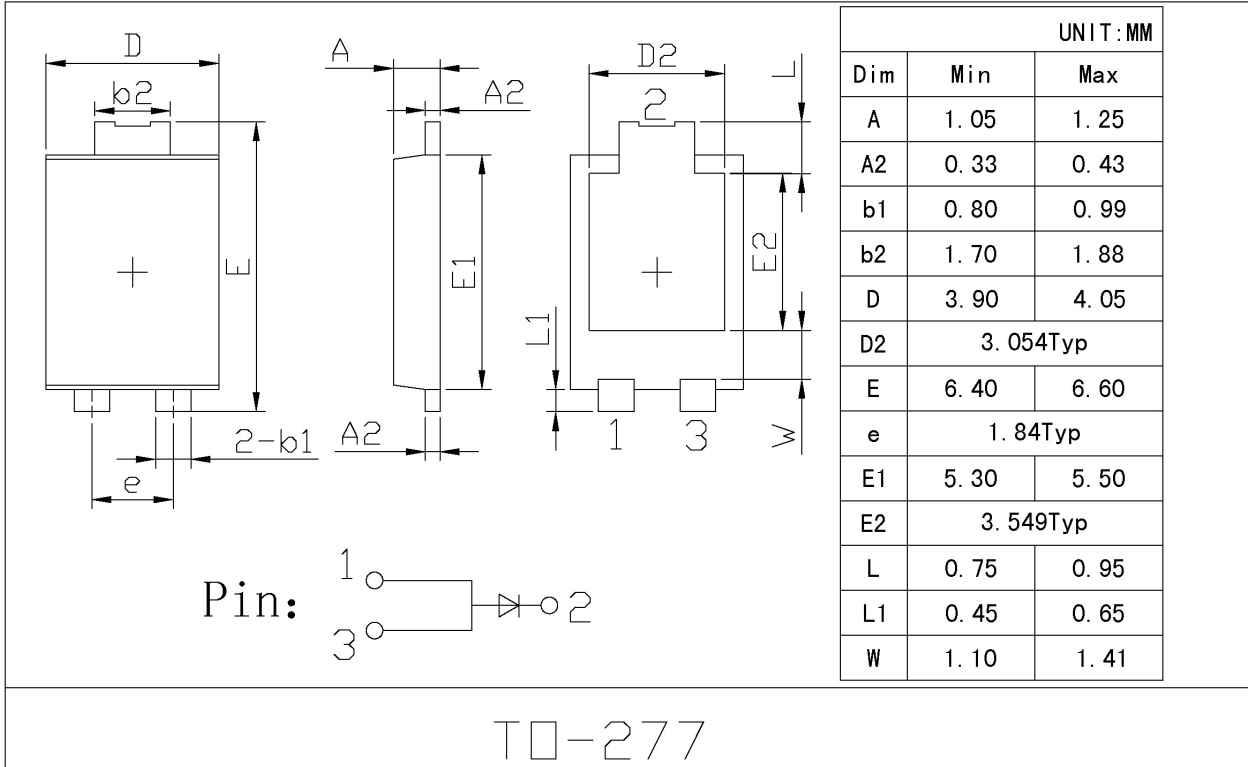 D
b2
E
2-b1
e
A
A2
E1
L1
A2
D2
L
2
E2
W
1 3
Pin:
1
3
2
UNIT:MM
Dim Min Max
A 1.05 1.25
A2 0.33 0.43
b1 0.80 0.99
b2 1.70 1.88
D 3.90 4.05
D2 3.054Typ
E 6.40 6.60
e 1.84Typ
E1 5.30 5.50
E2 3.549Typ
L 0.75 0.95
L1 0.45 0.65
W 1.10 1.41
TO-277